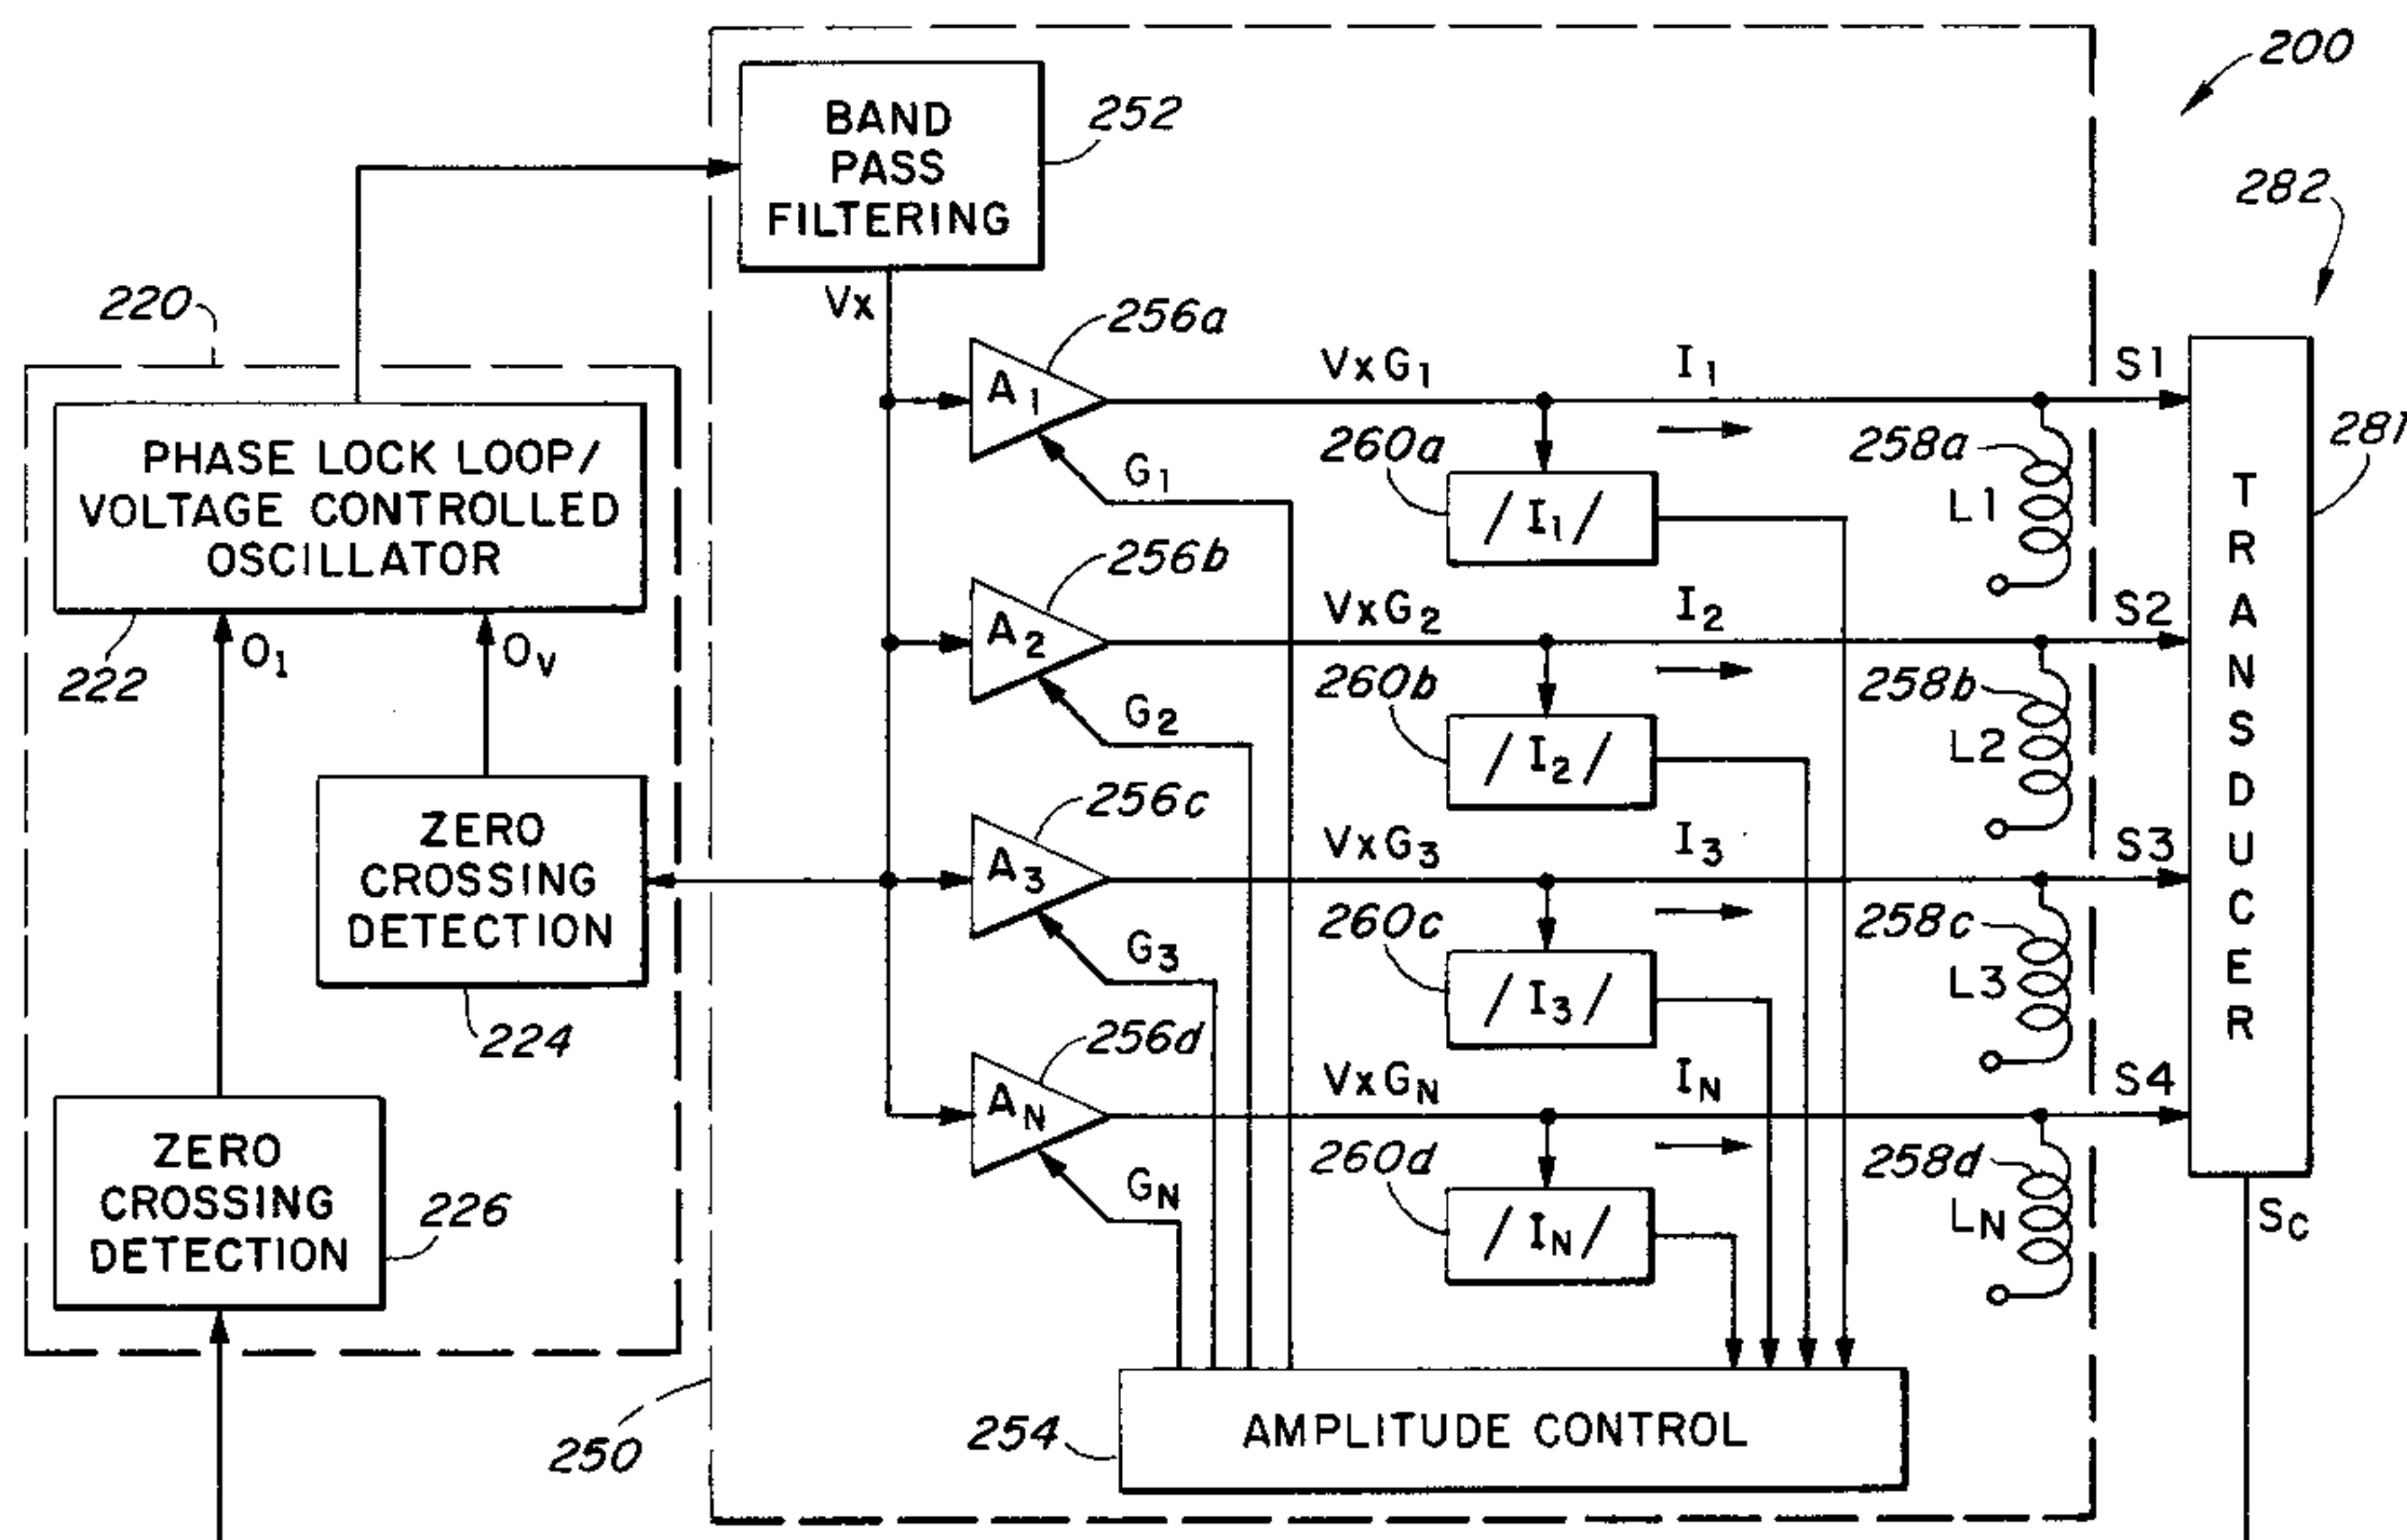 200
BAND
PASS
FILTERING
252
282
Vx
220
256a
VxG1
I1
S1
A1
PHASE LOCK LOOP/
VOLTAGE CONTROLLED
OSCILLATOR
G1
260a
/I1/
258a
L1
281
TRANSDUCER
256b
VxG2
I2
S2
A2
222
O1
OV
G2
260b
/I2/
258b
L2
256c
VxG3
I3
S3
A3
ZERO
CROSSING
DETECTION
224
G3
260c
/I3/
258c
L3
256d
VxGN
IN
S4
AN
ZERO
CROSSING
DETECTION
226
GN
260d
/IN/
258d
LN
SC
250
254
AMPLITUDE CONTROL